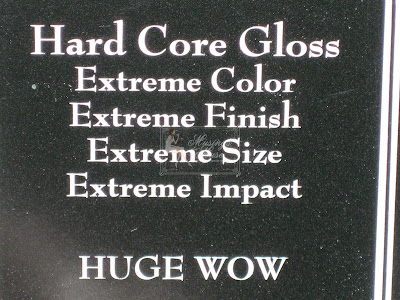 Hard Core Gloss
Extreme Color
Extreme Finish
Extreme Size
Extreme Impact
HUGE WOW